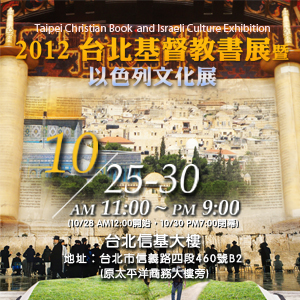 Taipei Christian Book and Israeli Culture Exhibition
2012 台北基督教書展暨
以色列文化展
10/25-30
AM 11:00~ PM 9:00
(10/28 AM12:00開始，10/30 PM7:00閉幕)
台北信基大樓
地址：台北市信義路四段460號B2
(原太平洋商務大樓旁)